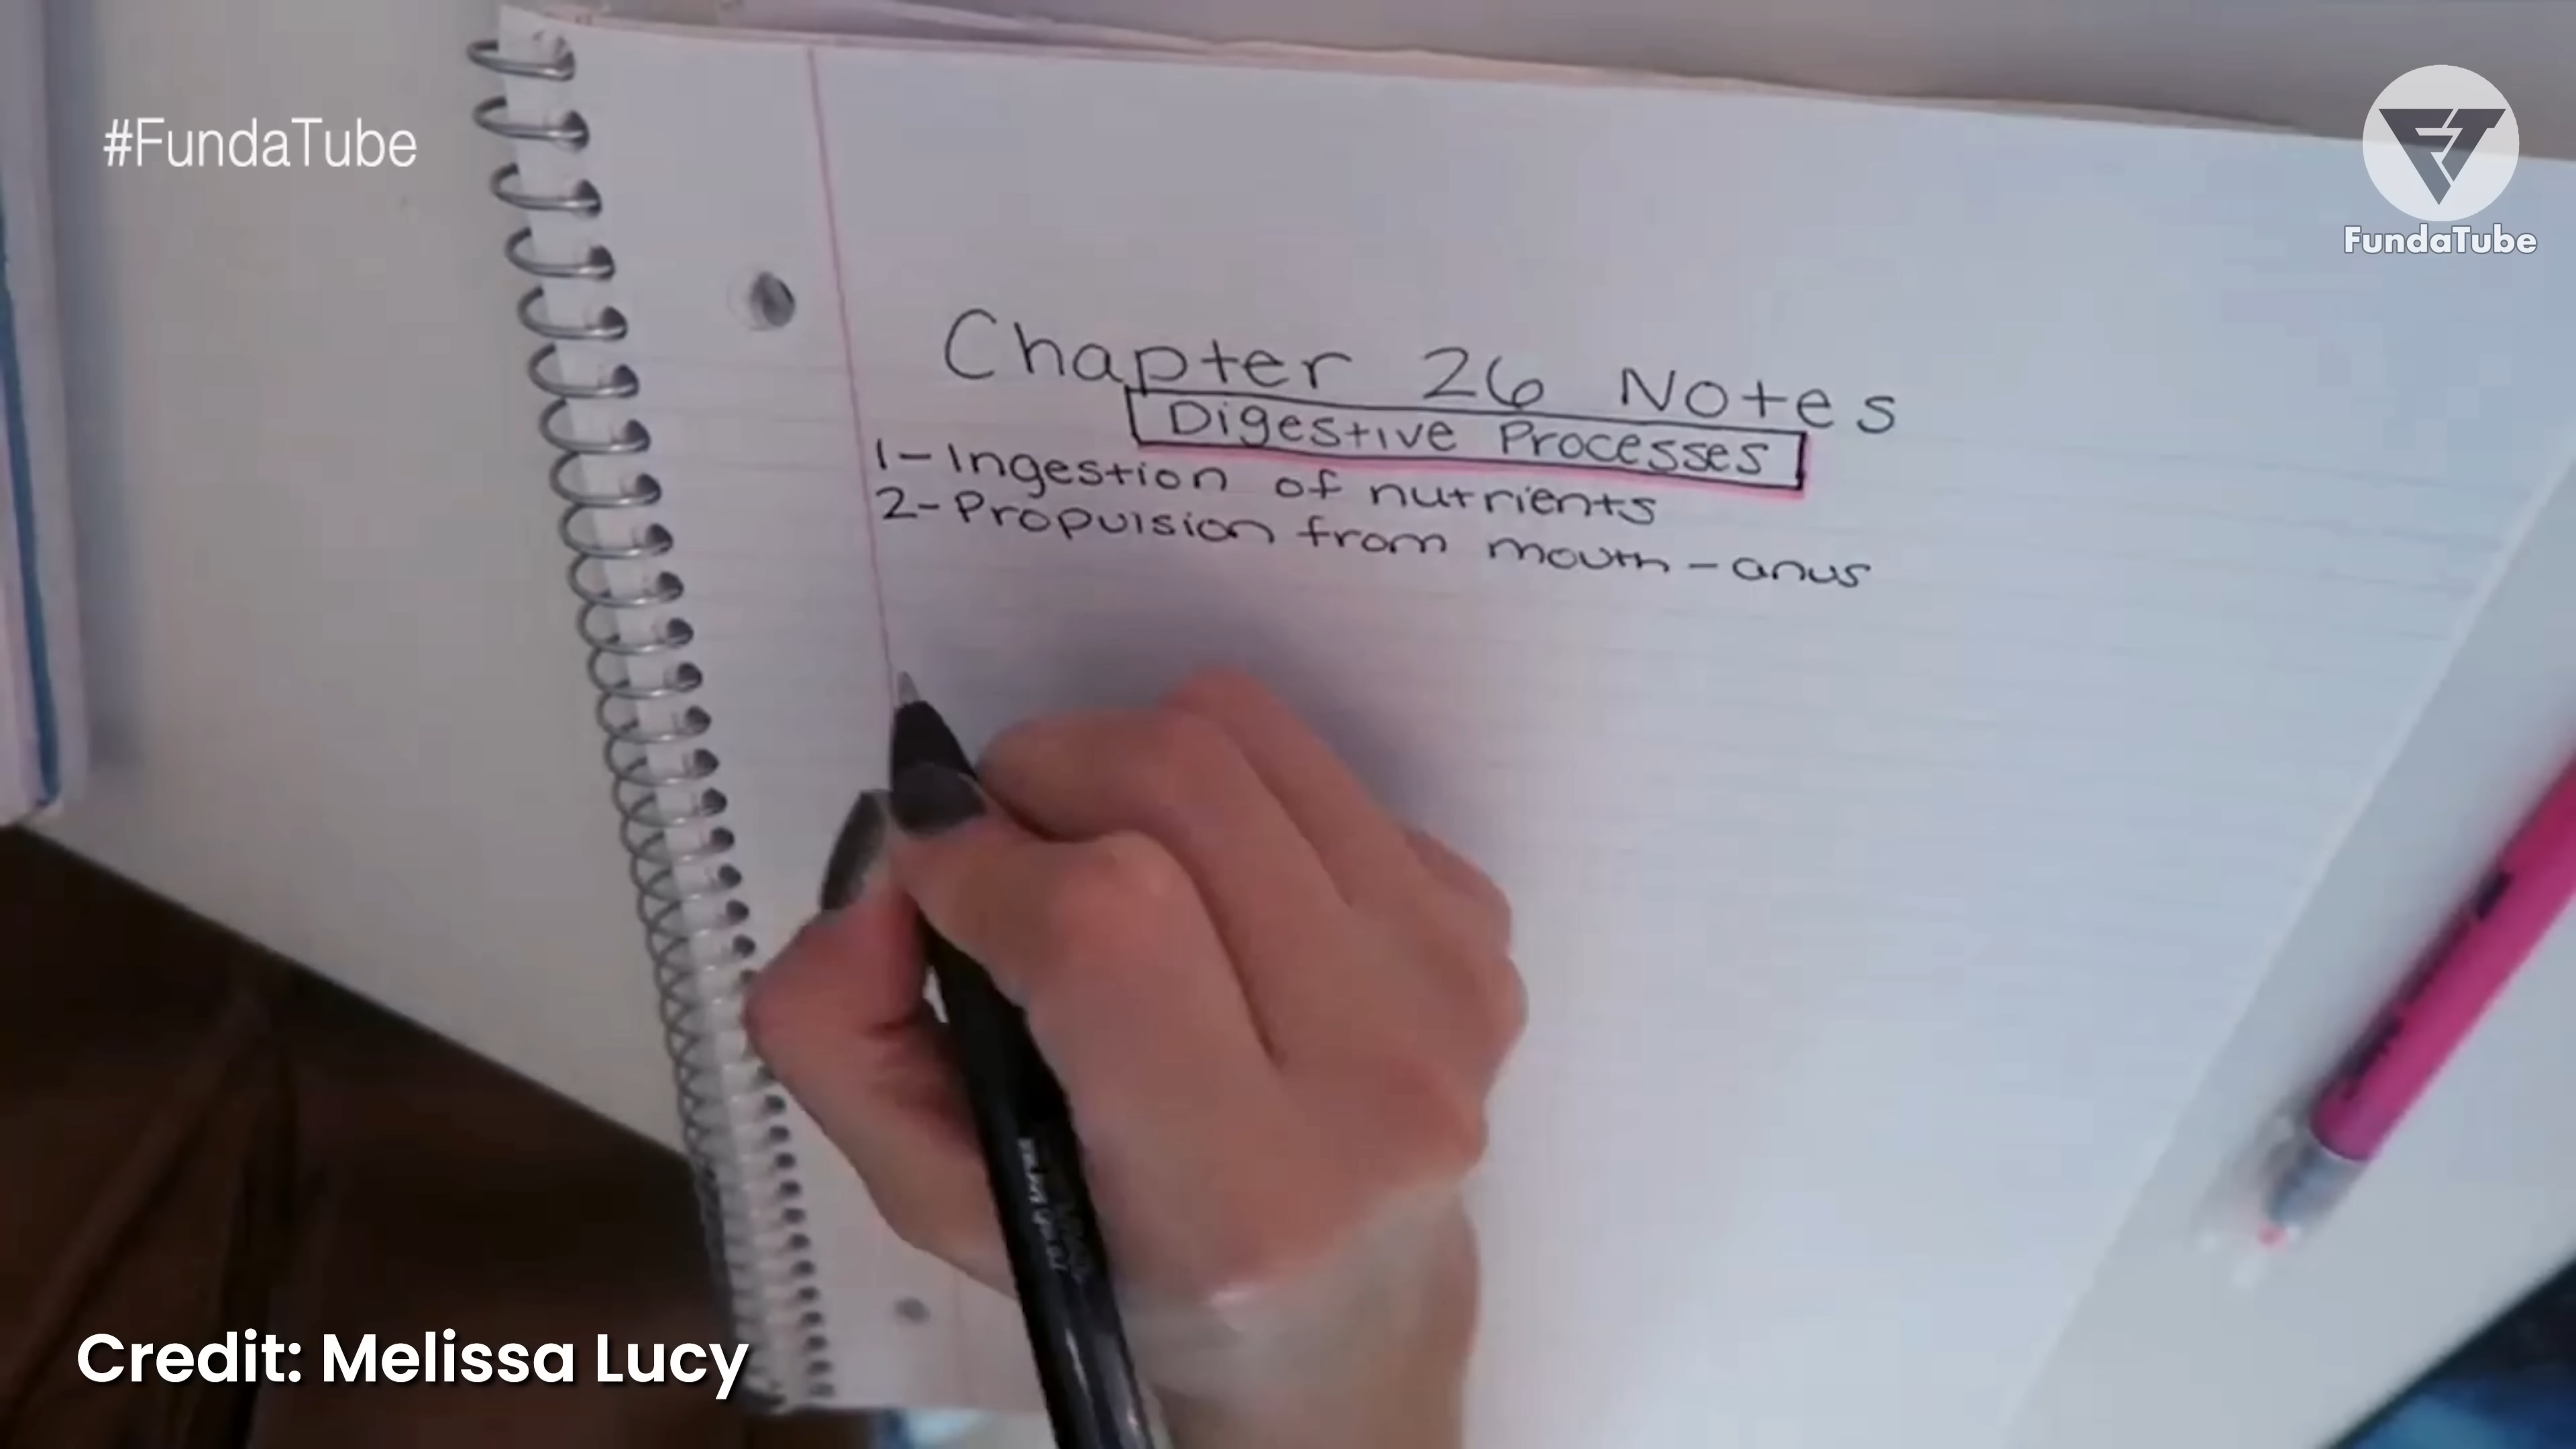 #FundaTube
FundaTube
Chapter 26 Notes
Digestive Processes
1-Ingestion of nutrients
2-Propulsion from mouth-anus
Credit: Melissa Lucy